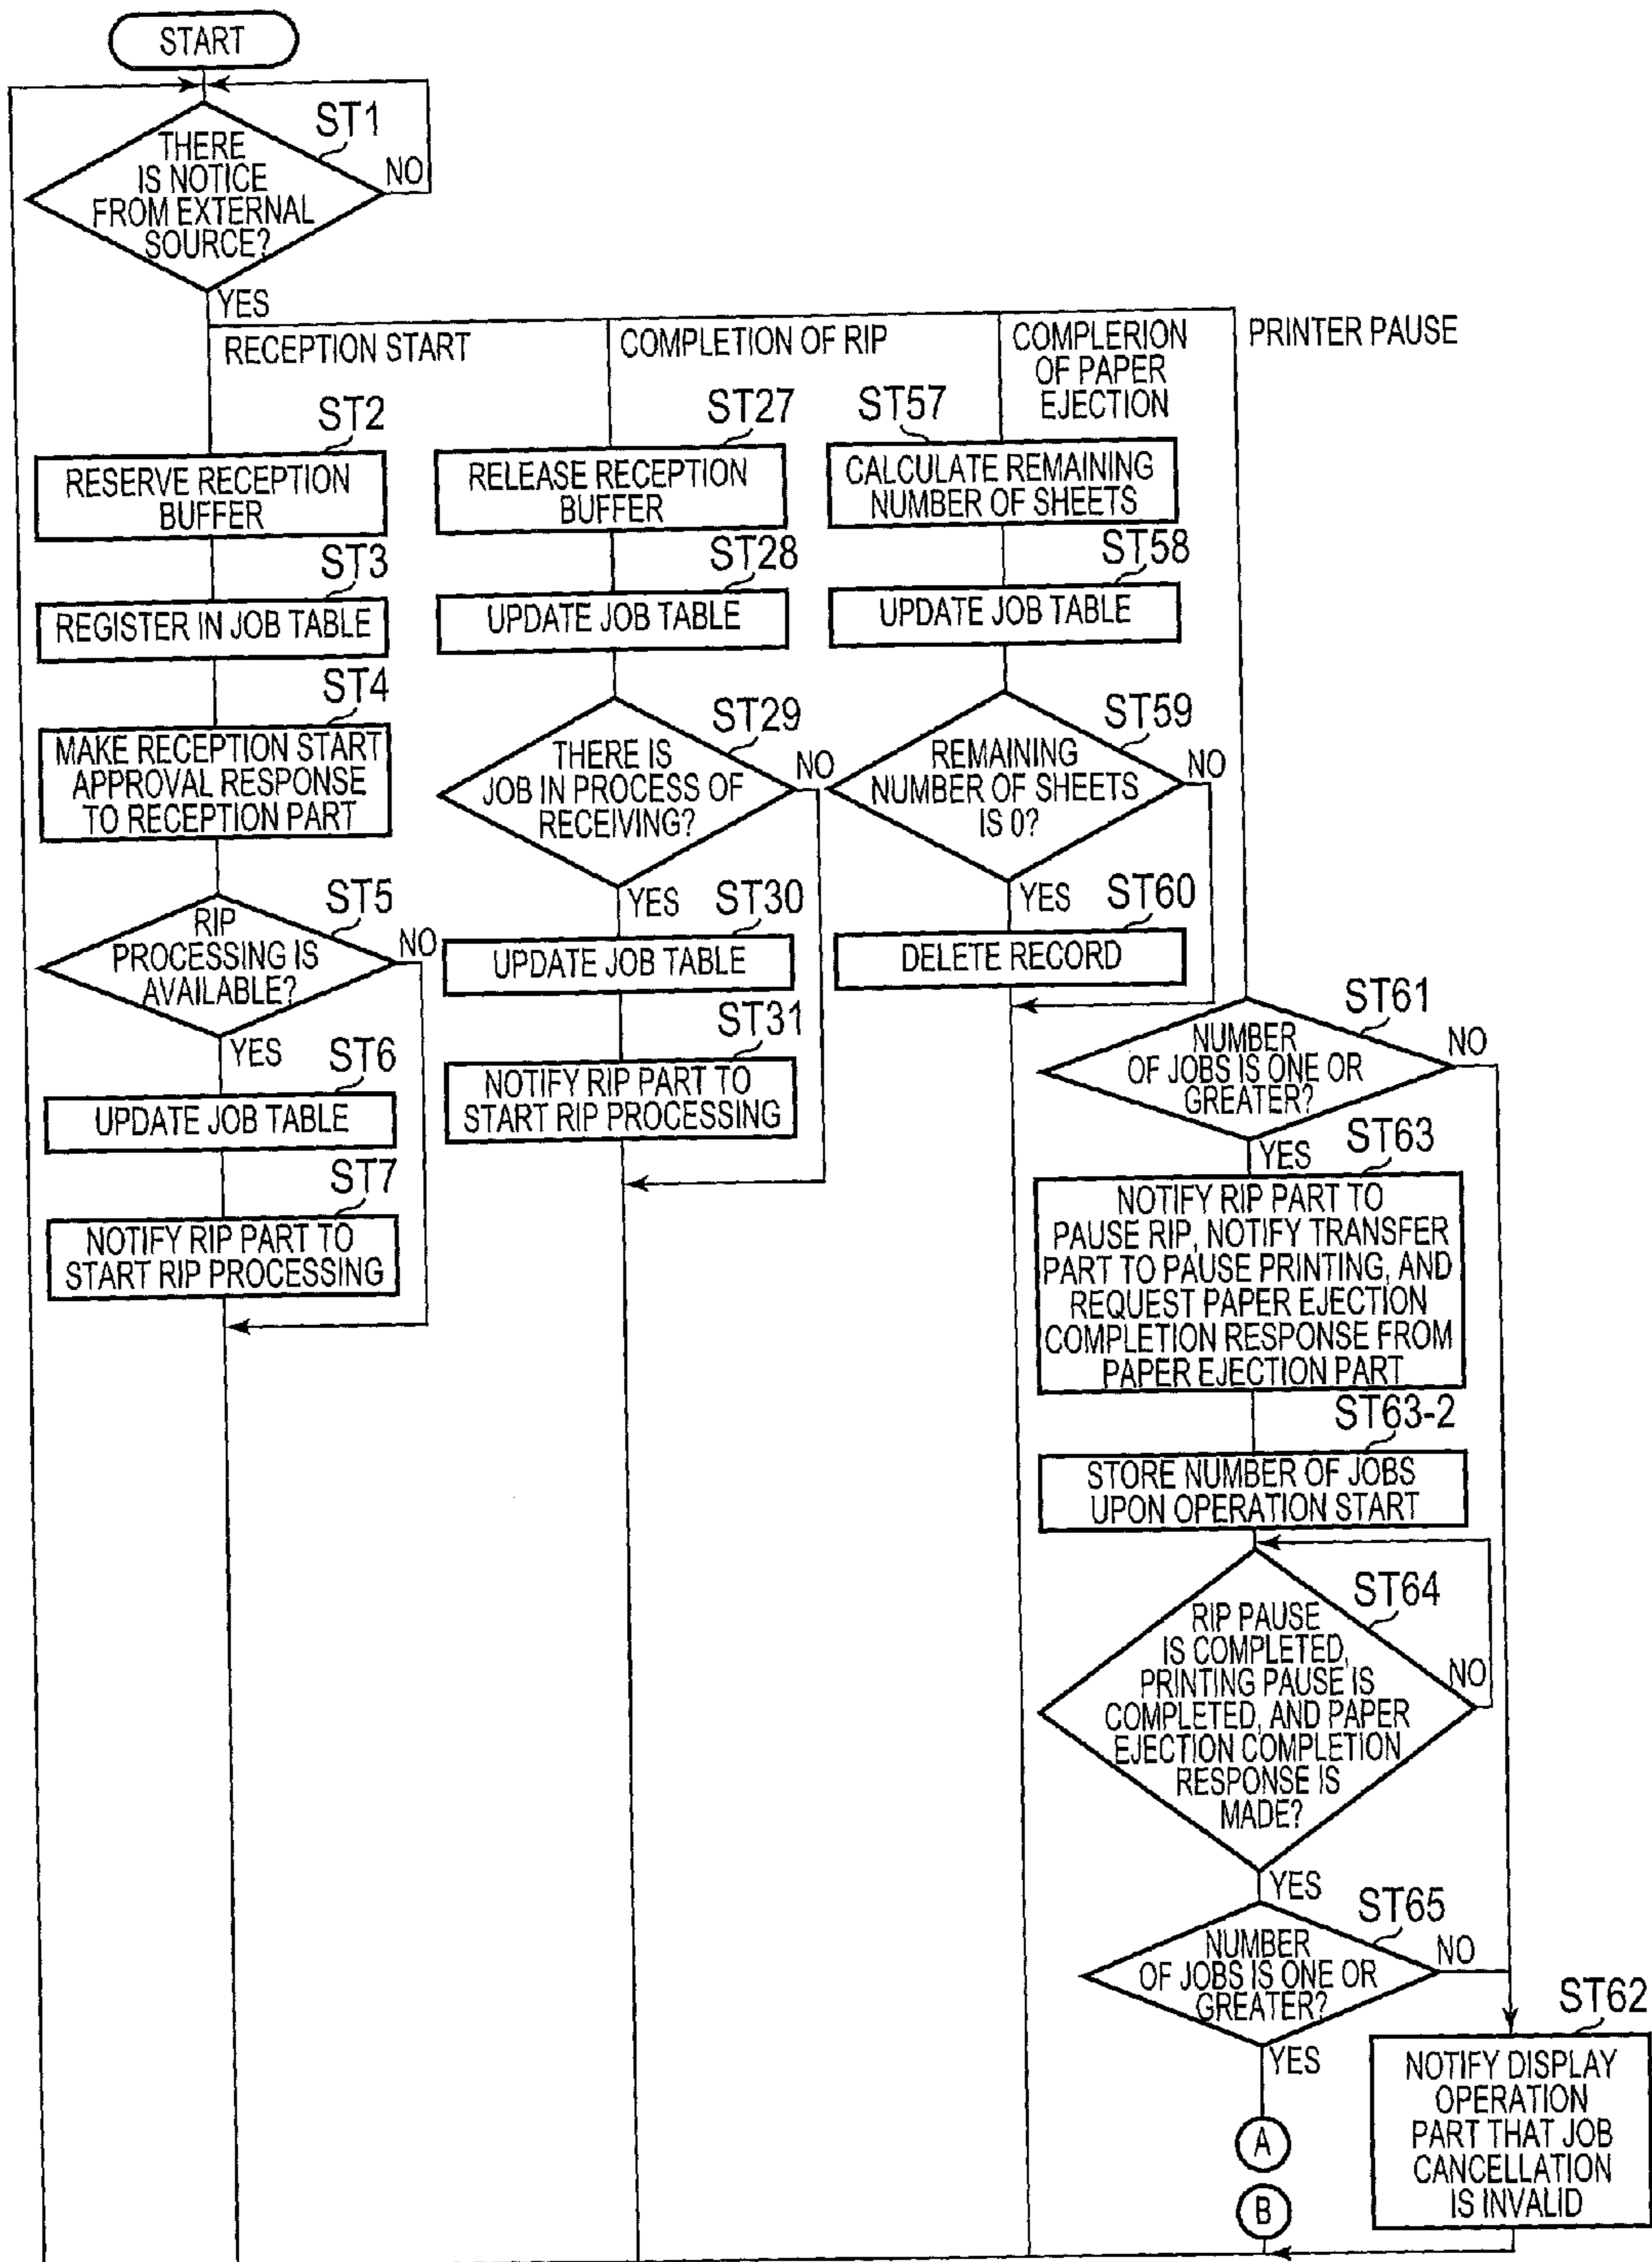 START
ST1
THERE
IS NOTICE
FROM EXTERNAL
SOURCE?
NO
YES
RECEPTION START
COMPLETION OF RIP
COMPLERION
OF PAPER
EJECTION
PRINTER PAUSE
ST2
RESERVE RECEPTION
BUFFER
ST3
REGISTER IN JOB TABLE
ST4
MAKE RECEPTION START
APPROVAL RESPONSE
TO RECEPTION PART
ST5
RIP
PROCESSING IS
AVAILABLE?
NO
YES
ST6
UPDATE JOB TABLE
ST7
NOTIFY RIP PART TO
START RIP PROCESSING
ST27
RELEASE RECEPTION
BUFFER
ST28
UPDATE JOB TABLE
ST29
THERE IS
JOB IN PROCESS OF
RECEIVING?
NO
YES
ST30
UPDATE JOB TABLE
ST31
NOTIFY RIP PART TO
START RIP PROCESSING
ST57
CALCULATE REMAINING
NUMBER OF SHEETS
ST58
UPDATE JOB TABLE
ST59
REMAINING
NUMBER OF SHEETS
IS 0?
NO
YES
ST60
DELETE RECORD
ST61
NUMBER
OF JOBS IS ONE OR
GREATER?
NO
YES
ST63
NOTIFY RIP PART TO
PAUSE RIP, NOTIFY TRANSFER
PART TO PAUSE PRINTING, AND
REQUEST PAPER EJECTION
COMPLETION RESPONSE FROM
PAPER EJECTION PART
ST63-2
STORE NUMBER OF JOBS
UPON OPERATION START
ST64
RIP PAUSE
IS COMPLETED,
PRINTING PAUSE IS
COMPLETED, AND PAPER
EJECTION COMPLETION
RESPONSE IS
MADE?
NO
YES
ST65
NUMBER
OF JOBS IS ONE OR
GREATER?
NO
YES
ST62
NOTIFY DISPLAY
OPERATION
PART THAT JOB
CANCELLATION
IS INVALID
A
B